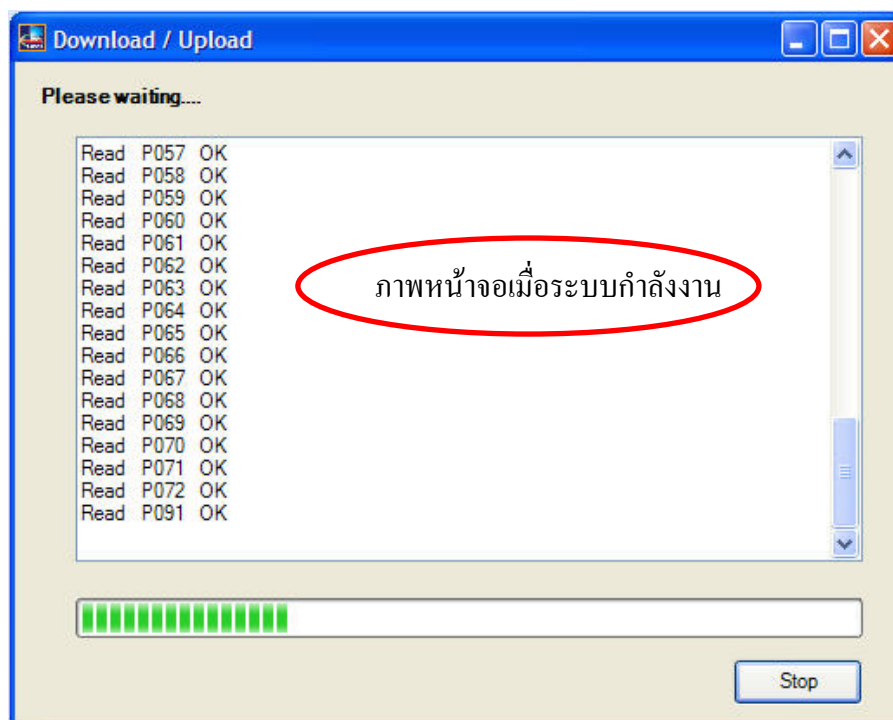 Download / Upload
Please waiting....
Read P057 OK
Read P058 OK
Read P059 OK
Read P060 OK
Read P061 OK
Read P062 OK
Read P063 OK
Read P064 OK
Read P065 OK
Read P066 OK
Read P067 OK
Read P068 OK
Read P069 OK
Read P070 OK
Read P071 OK
Read P072 OK
Read P091 OK
ภาพหน้าจอเมื่อระบบกำลังงาน
Stop